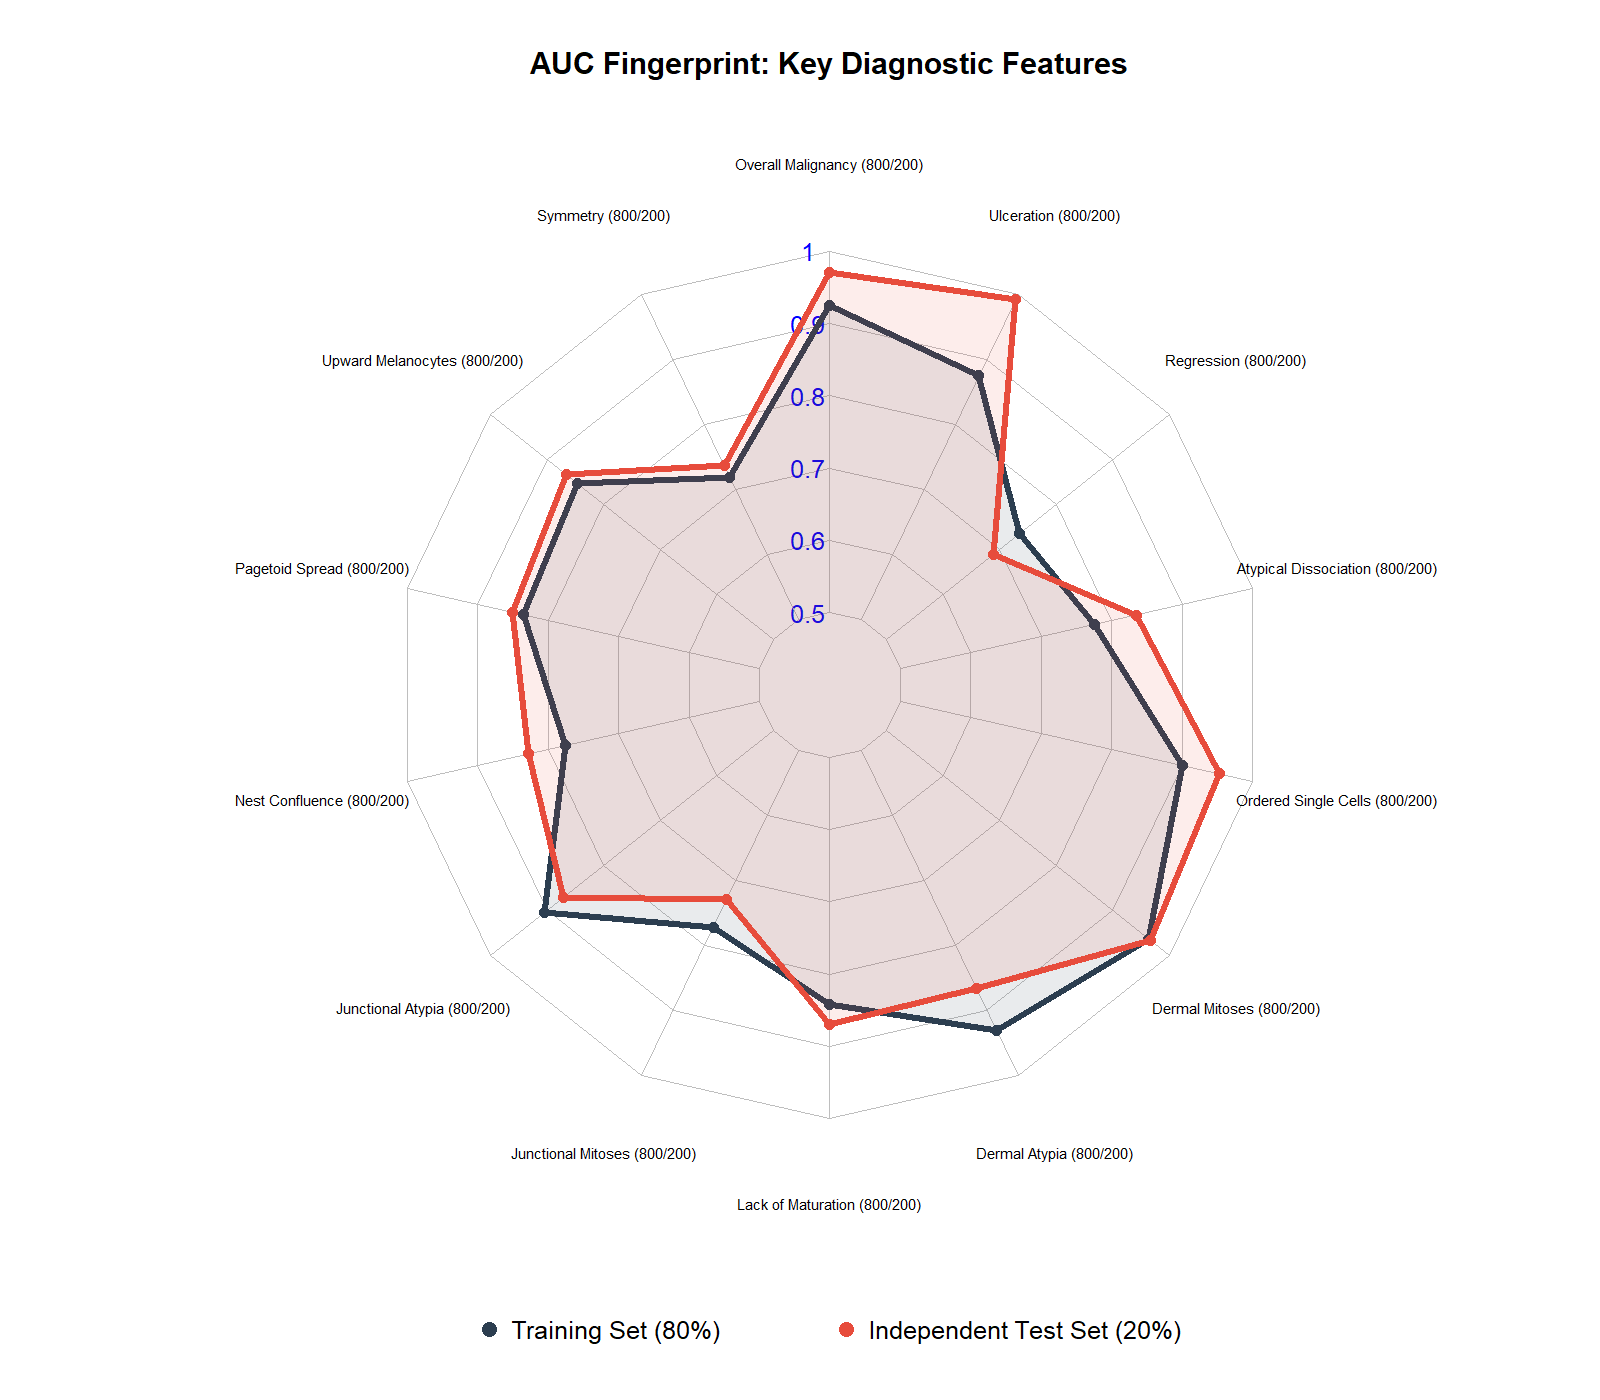 AUC Fingerprint: Key Diagnostic Features
Overall Malignancy (800/200)
Symmetry (800/200)
Ulceration (800/200)
1
0.9
Upward Melanocytes (800/200)
Regression (800/200)
0.8
0.7
0.6
Pagetoid Spread (800/200)
Atypical Dissociation (800/200)
0.5
Nest Confluence (800/200)
Ordered Single Cells (800/200)
Junctional Atypia (800/200)
Dermal Mitoses (800/200)
Junctional Mitoses (800/200)
Dermal Atypia (800/200)
Lack of Maturation (800/200)
Training Set (80%)
Independent Test Set (20%)